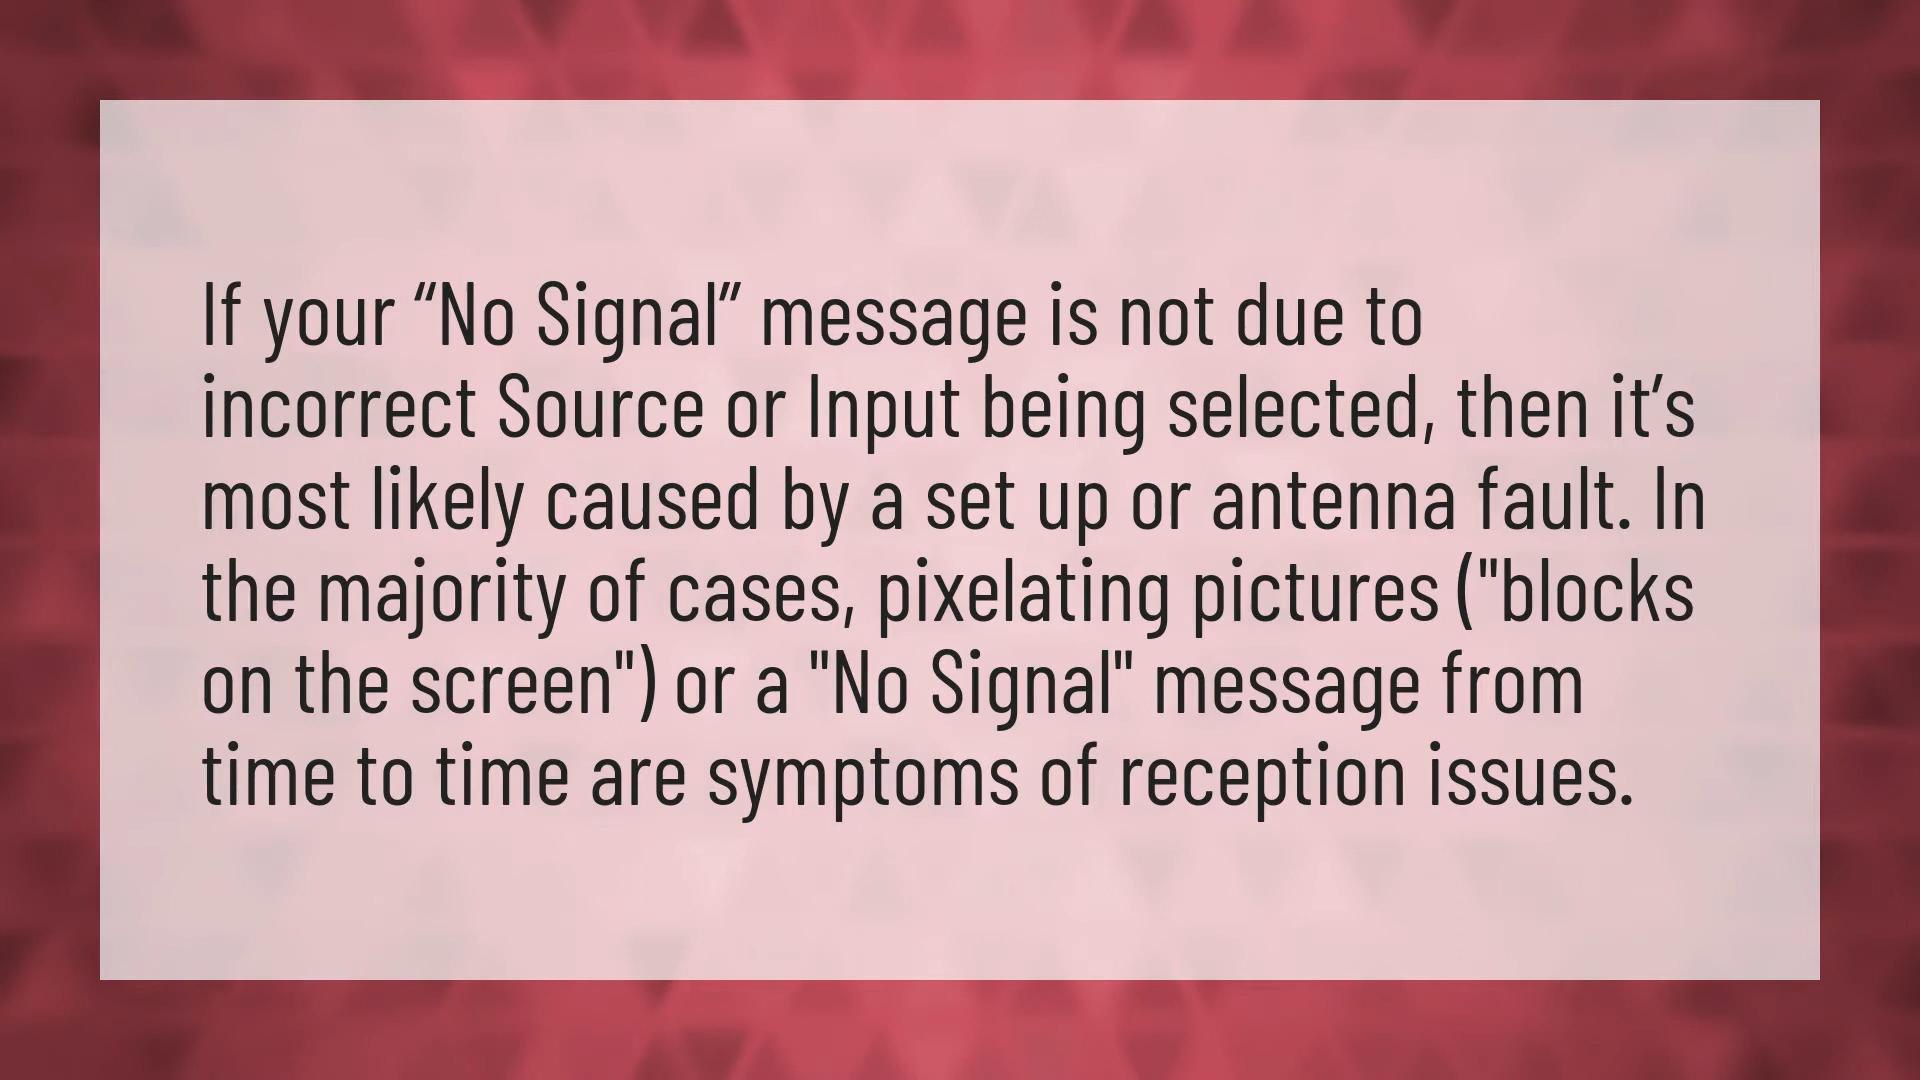 If your “No Signal” message is not due to
incorrect Source or Input being selected, then it’s
most likely caused by a set up or antenna fault. In
the majority of cases, pixelating pictures ("blocks
on the screen") or a "No Signal" message from
time to time are symptoms of reception issues.